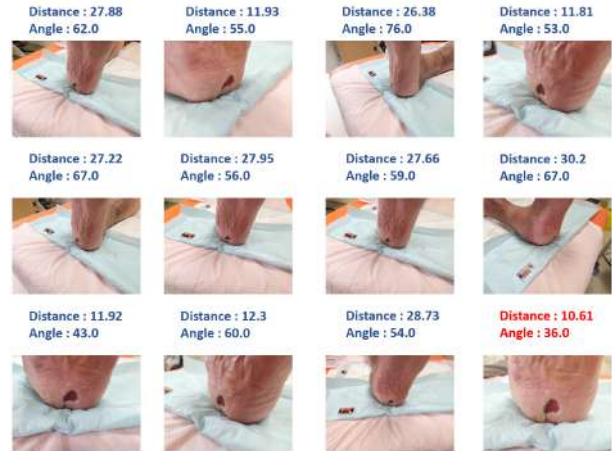 Distance : 27.88
Angle : 62.0
Distance : 11.93
Angle : 55.0
Distance : 26.38
Angle : 76.0
Distance : 11.81
Angle : 53.0
Distance : 27.22
Angle : 67.0
Distance : 27.95
Angle : 56.0
Distance : 27.66
Angle : 59.0
Distance : 30.2
Angle : 67.0
Distance : 11.92
Angle : 43.0
Distance : 12.3
Angle : 60.0
Distance : 28.73
Angle : 54.0
Distance : 10.61
Angle : 36.0